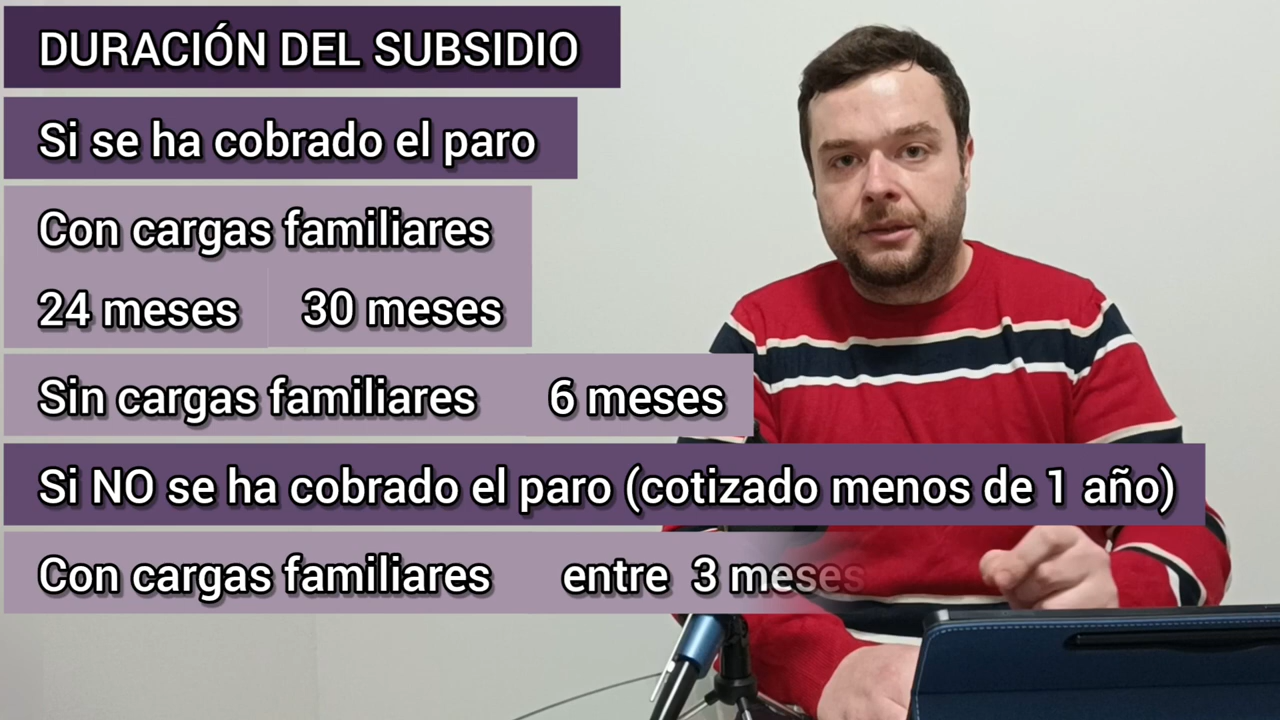 DURACIÓN DEL SUBSIDIO
Si se ha cobrado el paro
Con cargas familiares
24 meses 30 meses
Sin cargas familiares 6 meses
Si NO se ha cobrado el paro (cotizado menos de 1 año)
Con cargas familiares entre 3 meses